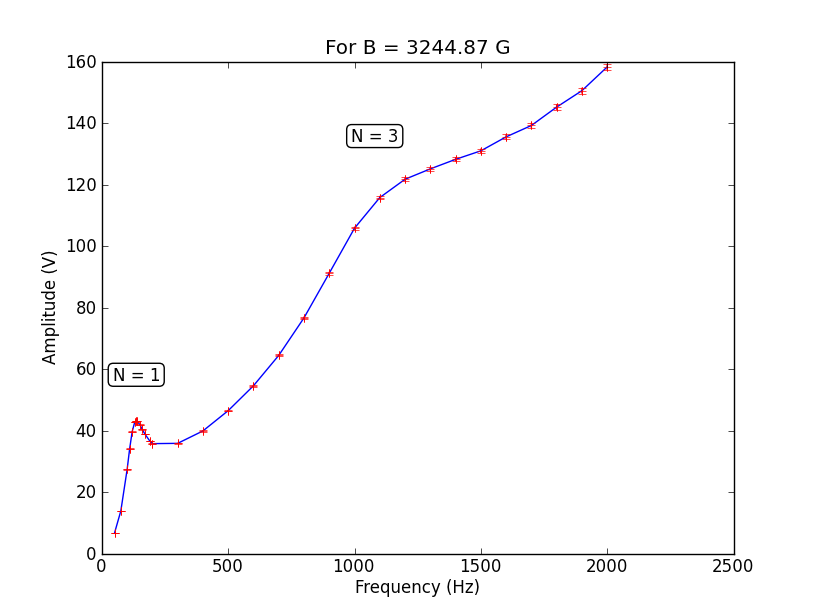 For B = 3244.87 G
160
140
120
100
80
60
40
20
0
Amplitude (V)
N = 3
N = 1
0 500 1000 1500 2000 2500
Frequency (Hz)